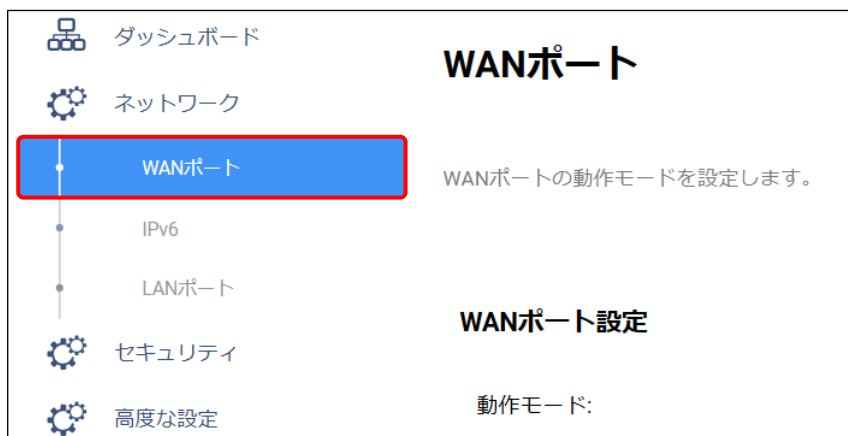 ダッシュボード
ネットワーク
WANポート
IPv6
LANポート
セキュリティ
高度な設定
WANポート
WANポートの動作モードを設定します。
WANポート設定
動作モード: